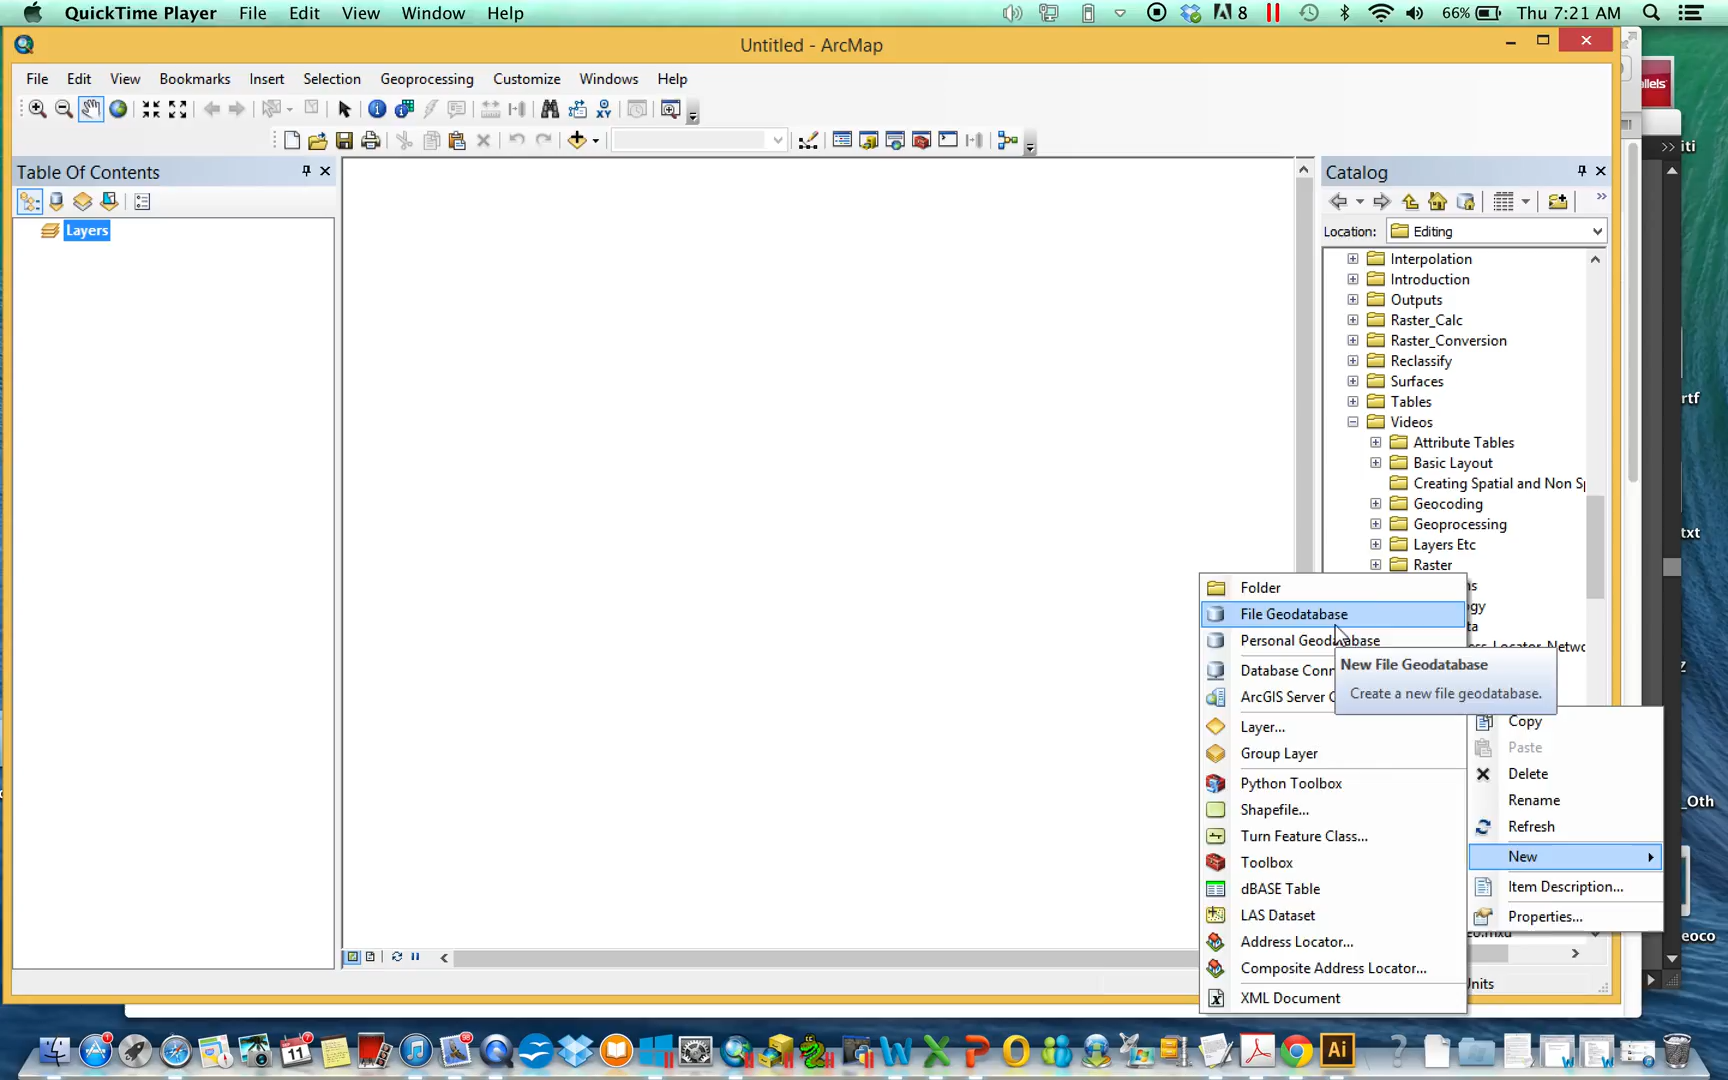 QuickTime Player File Edit View Window Help 8 66% Thu 7:21 AM
Untitled - ArcMap
File Edit View Bookmarks Insert Selection Geoprocessing Customize Windows Help
Table Of Contents
Layers
Catalog
Location: Editing
Interpolation
Introduction
Outputs
Raster_Calc
Raster_Conversion
Reclassify
Surfaces
Tables
Videos
Attribute Tables
Basic Layout
Creating Spatial and Non Sp
Geocoding
Geoprocessing
Layers Etc
Raster
Folder
File Geodatabase
Personal Geodatabase
Database Conn
ArcGIS Server C
Layer...
Group Layer
Python Toolbox
Shapefile...
Turn Feature Class...
Toolbox
dBASE Table
LAS Dataset
Address Locator...
Composite Address Locator...
XML Document
New File Geodatabase
Create a new file geodatabase.
Copy
Paste
Delete
Rename
Refresh
New
Item Description...
Properties...
rtf
txt
_Oth